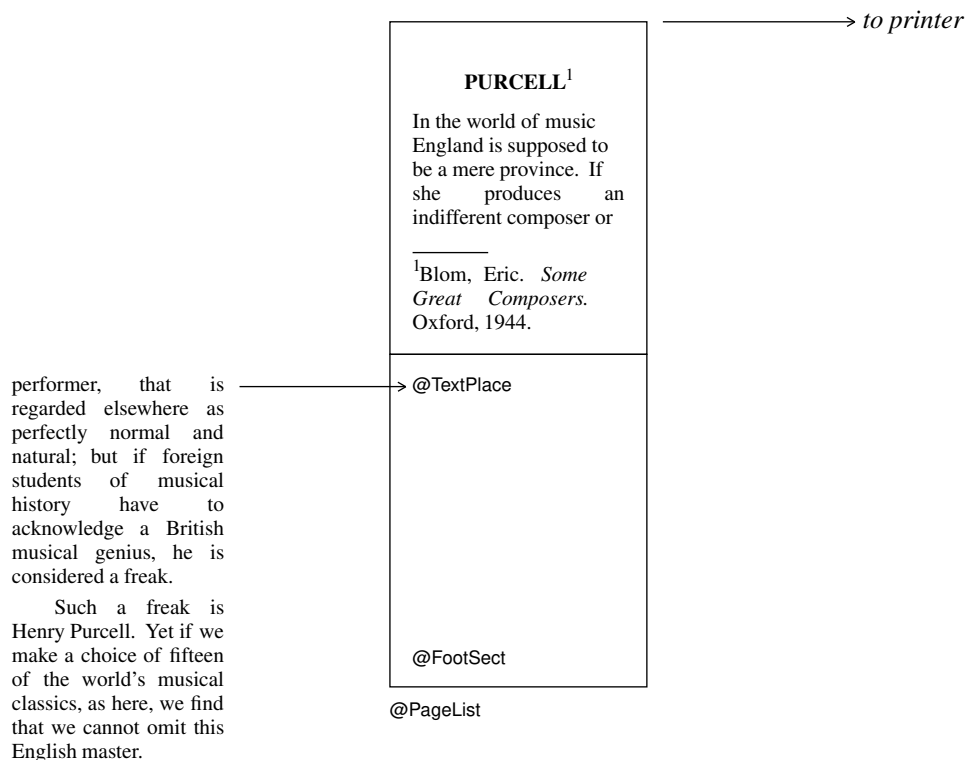 to printer
PURCELL1
In the world of music
England is supposed to
be a mere province. If
she produces an
indifferent composer or
1Blom, Eric. Some
Great Composers.
Oxford, 1944.
performer, that is
regarded elsewhere as
perfectly normal and
natural; but if foreign
students of musical
history have to
acknowledge a British
musical genius, he is
considered a freak.
Such a freak is
Henry Purcell. Yet if we
make a choice of fifteen
of the world's musical
classics, as here, we find
that we cannot omit this
English master.
@TextPlace
@FootSect
@PageList